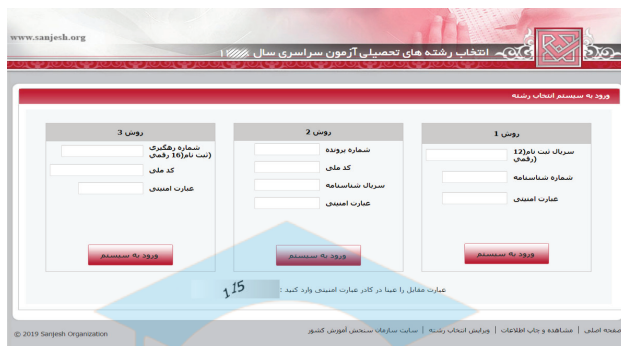 www.sanjesh.org
انتخاب رشته های تحصیلی آزمون سراسری سال
ورود به سیستم انتخاب رشته
روش 1
سریال ثبت نام(12 رقمی)
شماره شناسنامه
عبارت امنیتی
ورود به سیستم
روش 2
شماره پرونده
کد ملی
سریال شناسنامه
عبارت امنیتی
ورود به سیستم
روش 3
شماره رهگیری
ثبت نام(16 رقمی)
کد ملی
عبارت امنیتی
ورود به سیستم
عبارت مقابل را عینا در کادر عبارت امنیتی وارد کنید :
صفحه اصلی | مشاهده و چاپ اطلاعات | ویرایش انتخاب رشته | سایت سازمان سنجش آموزش کشور
© 2019 Sanjesh Organization